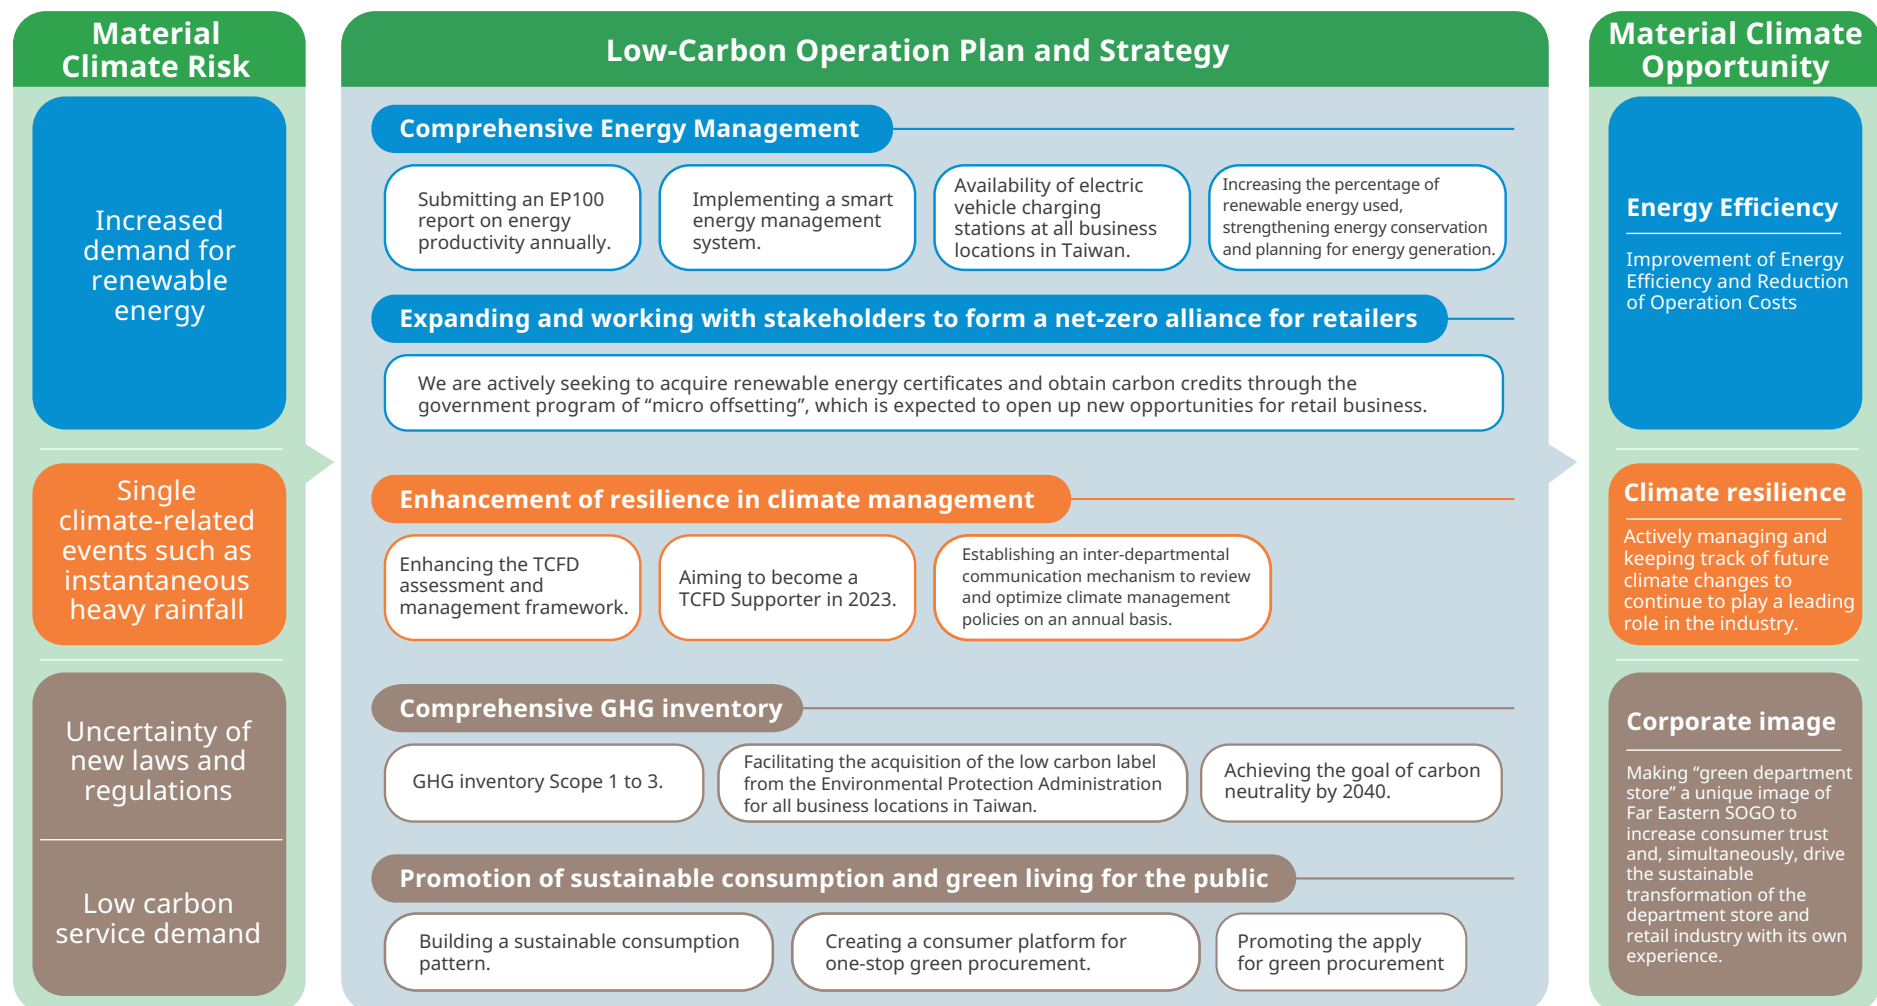 Material
Climate Risk
Increased
demand for
renewable
energy
Single
climate-related
events such as
instantaneous
heavy rainfall
Uncertainty of
new laws and
regulations
Low carbon
service demand
Low-Carbon Operation Plan and Strategy
Comprehensive Energy Management
Submitting an EP100
report on energy
productivity annually.
Implementing a smart
energy management
system.
Availability of electric
vehicle charging
stations at all business
locations in Taiwan.
Increasing the percentage of
renewable energy used,
strengthening energy conservation
and planning for energy generation.
Expanding and working with stakeholders to form a net-zero alliance for retailers
We are actively seeking to acquire renewable energy certificates and obtain carbon credits through the
government program of “micro offsetting”, which is expected to open up new opportunities for retail business.
Enhancement of resilience in climate management
Enhancing the TCFD
assessment and
management framework.
Aiming to become a
TCFD Supporter in 2023.
Establishing an inter-departmental
communication mechanism to review
and optimize climate management
policies on an annual basis.
Comprehensive GHG inventory
GHG inventory Scope 1 to 3.
Facilitating the acquisition of the low carbon label
from the Environmental Protection Administration
for all business locations in Taiwan.
Achieving the goal of carbon
neutrality by 2040.
Promotion of sustainable consumption and green living for the public
Building a sustainable consumption
pattern.
Creating a consumer platform for
one-stop green procurement.
Promoting the apply
for green procurement
Material Climate
Opportunity
Energy Efficiency
Improvement of Energy
Efficiency and Reduction
of Operation Costs
Climate resilience
Actively managing and
keeping track of future
climate changes to
continue to play a leading
role in the industry.
Corporate image
Making “green department
store” a unique image of
Far Eastern SOGO to
increase consumer trust
and, simultaneously, drive
the sustainable
transformation of the
department store and
retail industry with its own
experience.